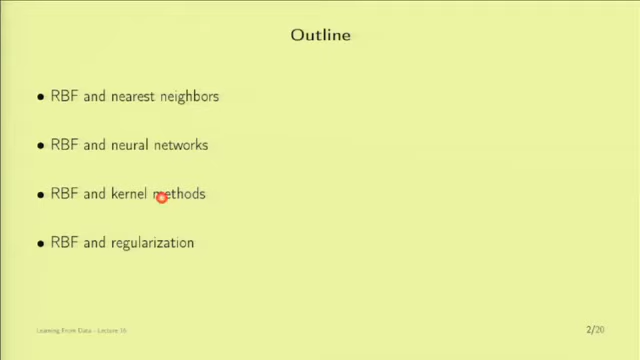 Outline
• RBF and nearest neighbors
• RBF and neural networks
• RBF and kernel methods
• RBF and regularization
Learning From Data - Lecture 16
2/20